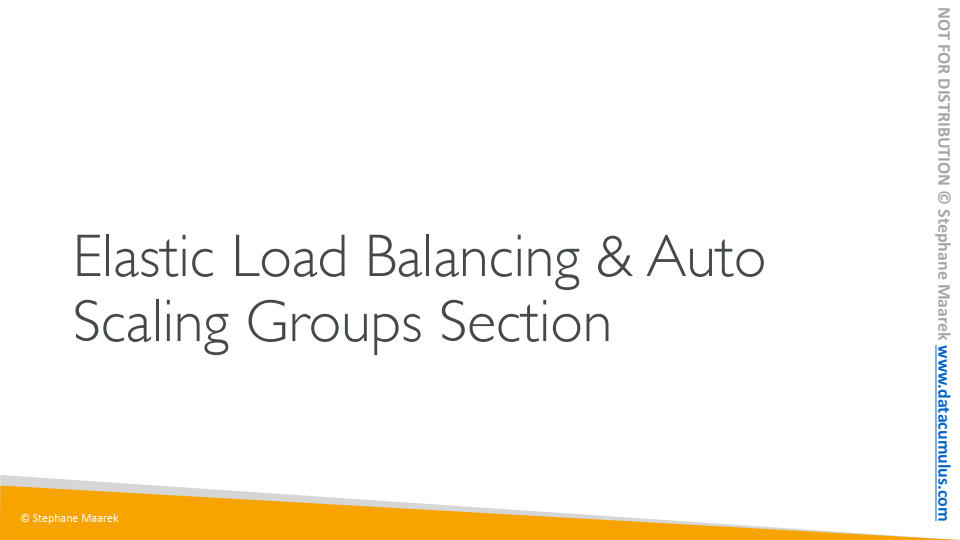 Elastic Load Balancing & Auto
Scaling Groups Section
© Stephane Maarek
NOT FOR DISTRIBUTION © Stephane Maarek www.datacumulus.com